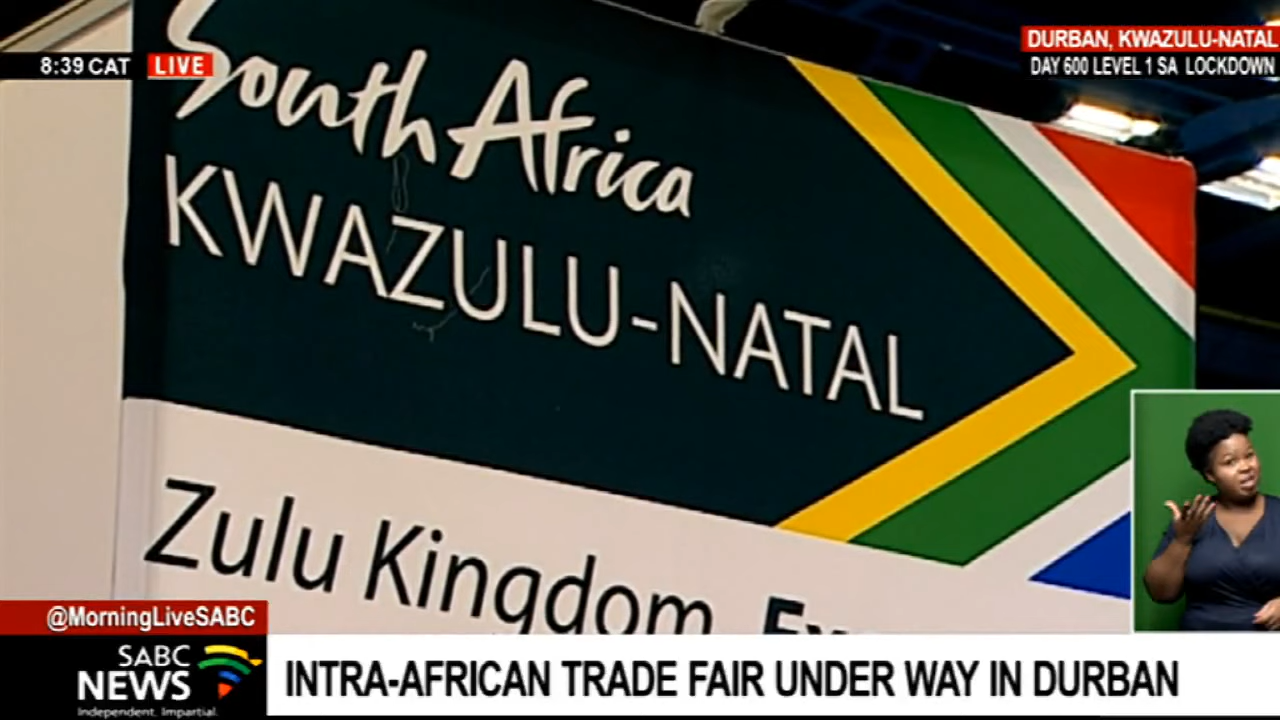 8:39 CAT
LIVE
DURBAN, KWAZULU-NATAL
DAY 600 LEVEL 1 SA LOCKDOWN
South Africa
KWAZULU-NATAL
Zulu Kingdom.
@MorningLiveSABC
SABC
NEWS
Independent. Impartial.
INTRA-AFRICAN TRADE FAIR UNDER WAY IN DURBAN